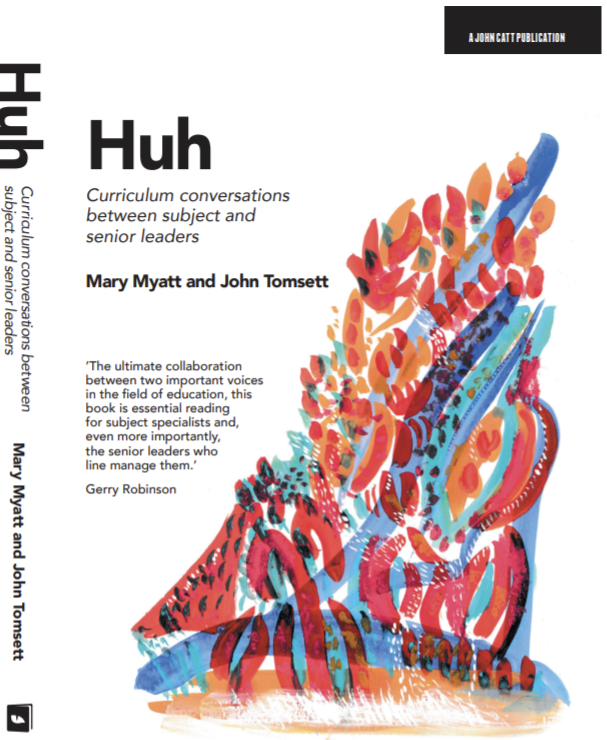 A JOHN CATT PUBLICATION
Huh
Curriculum conversations
between subject and
senior leaders
Mary Myatt and John Tomsett
'The ultimate collaboration
between two important voices
in the field of education, this
book is essential reading
for subject specialists and,
even more importantly,
the senior leaders who
line manage them.'
Gerry Robinson
Huh
Curriculum conversations between
subject and senior leaders
Mary Myatt and John Tomsett